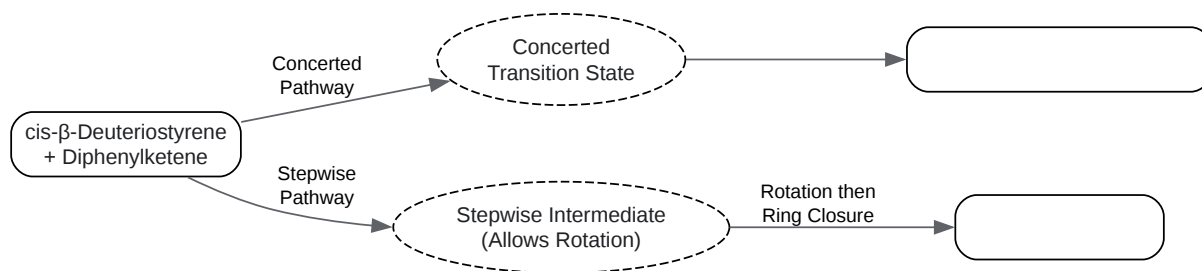 Concerted
Pathway
Concerted
Transition State
cis-β-Deuteriostyrene
+ Diphenylketene
Stepwise
Pathway
Stepwise Intermediate
(Allows Rotation)
Rotation then
Ring Closure